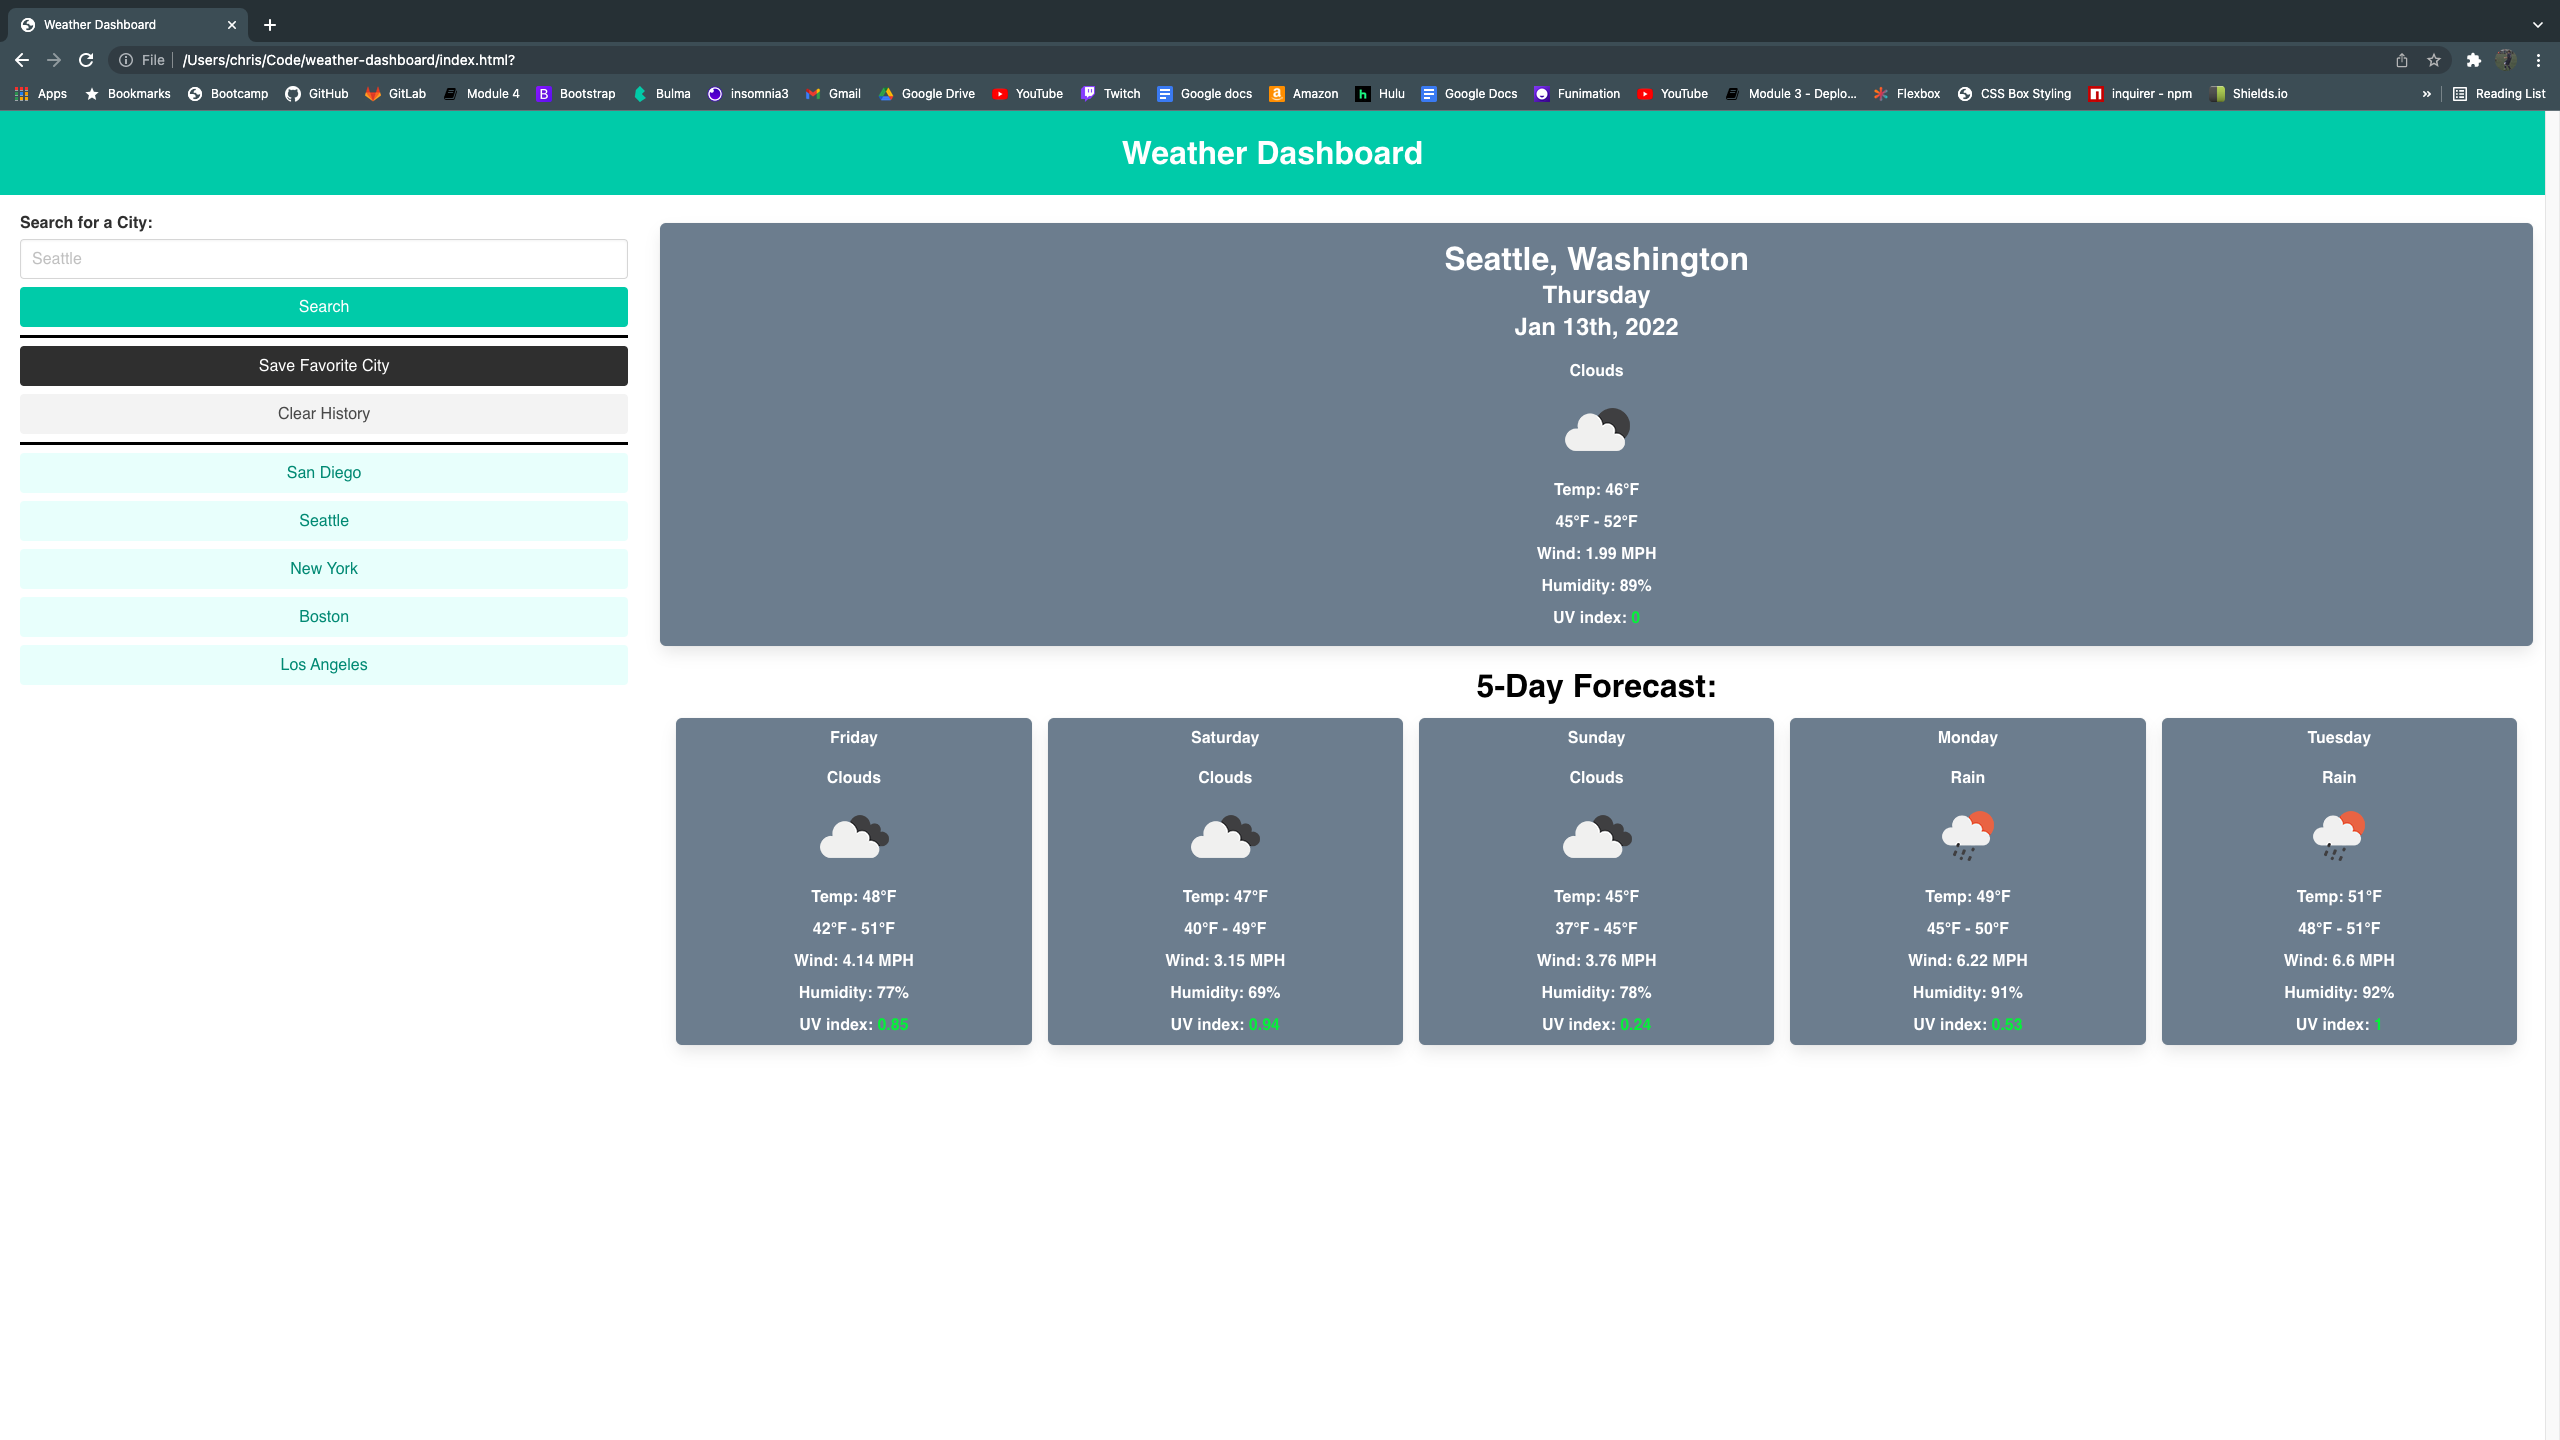 Weather Dashboard
File /Users/chris/Code/weather-dashboard/index.html?
Apps Bookmarks Bootcamp GitHub GitLab Module 4 Bootstrap Bulma insomnia3 Gmail Google Drive YouTube Twitch Google docs Amazon Hulu Google Docs Funimation YouTube Module 3 - Deplo... Flexbox CSS Box Styling inquirer - npm Shields.io » Reading List
Weather Dashboard
Search for a City:
Seattle
Search
Save Favorite City
Clear History
San Diego
Seattle
New York
Boston
Los Angeles
Seattle, Washington
Thursday
Jan 13th, 2022
Clouds
Temp: 46°F
45°F - 52°F
Wind: 1.99 MPH
Humidity: 89%
UV index: 0
5-Day Forecast:
Friday
Clouds
Temp: 48°F
42°F - 51°F
Wind: 4.14 MPH
Humidity: 77%
UV index: 0.85
Saturday
Clouds
Temp: 47°F
40°F - 49°F
Wind: 3.15 MPH
Humidity: 69%
UV index: 0.94
Sunday
Clouds
Temp: 45°F
37°F - 45°F
Wind: 3.76 MPH
Humidity: 78%
UV index: 0.24
Monday
Rain
Temp: 49°F
45°F - 50°F
Wind: 6.22 MPH
Humidity: 91%
UV index: 0.53
Tuesday
Rain
Temp: 51°F
48°F - 51°F
Wind: 6.6 MPH
Humidity: 92%
UV index: 1